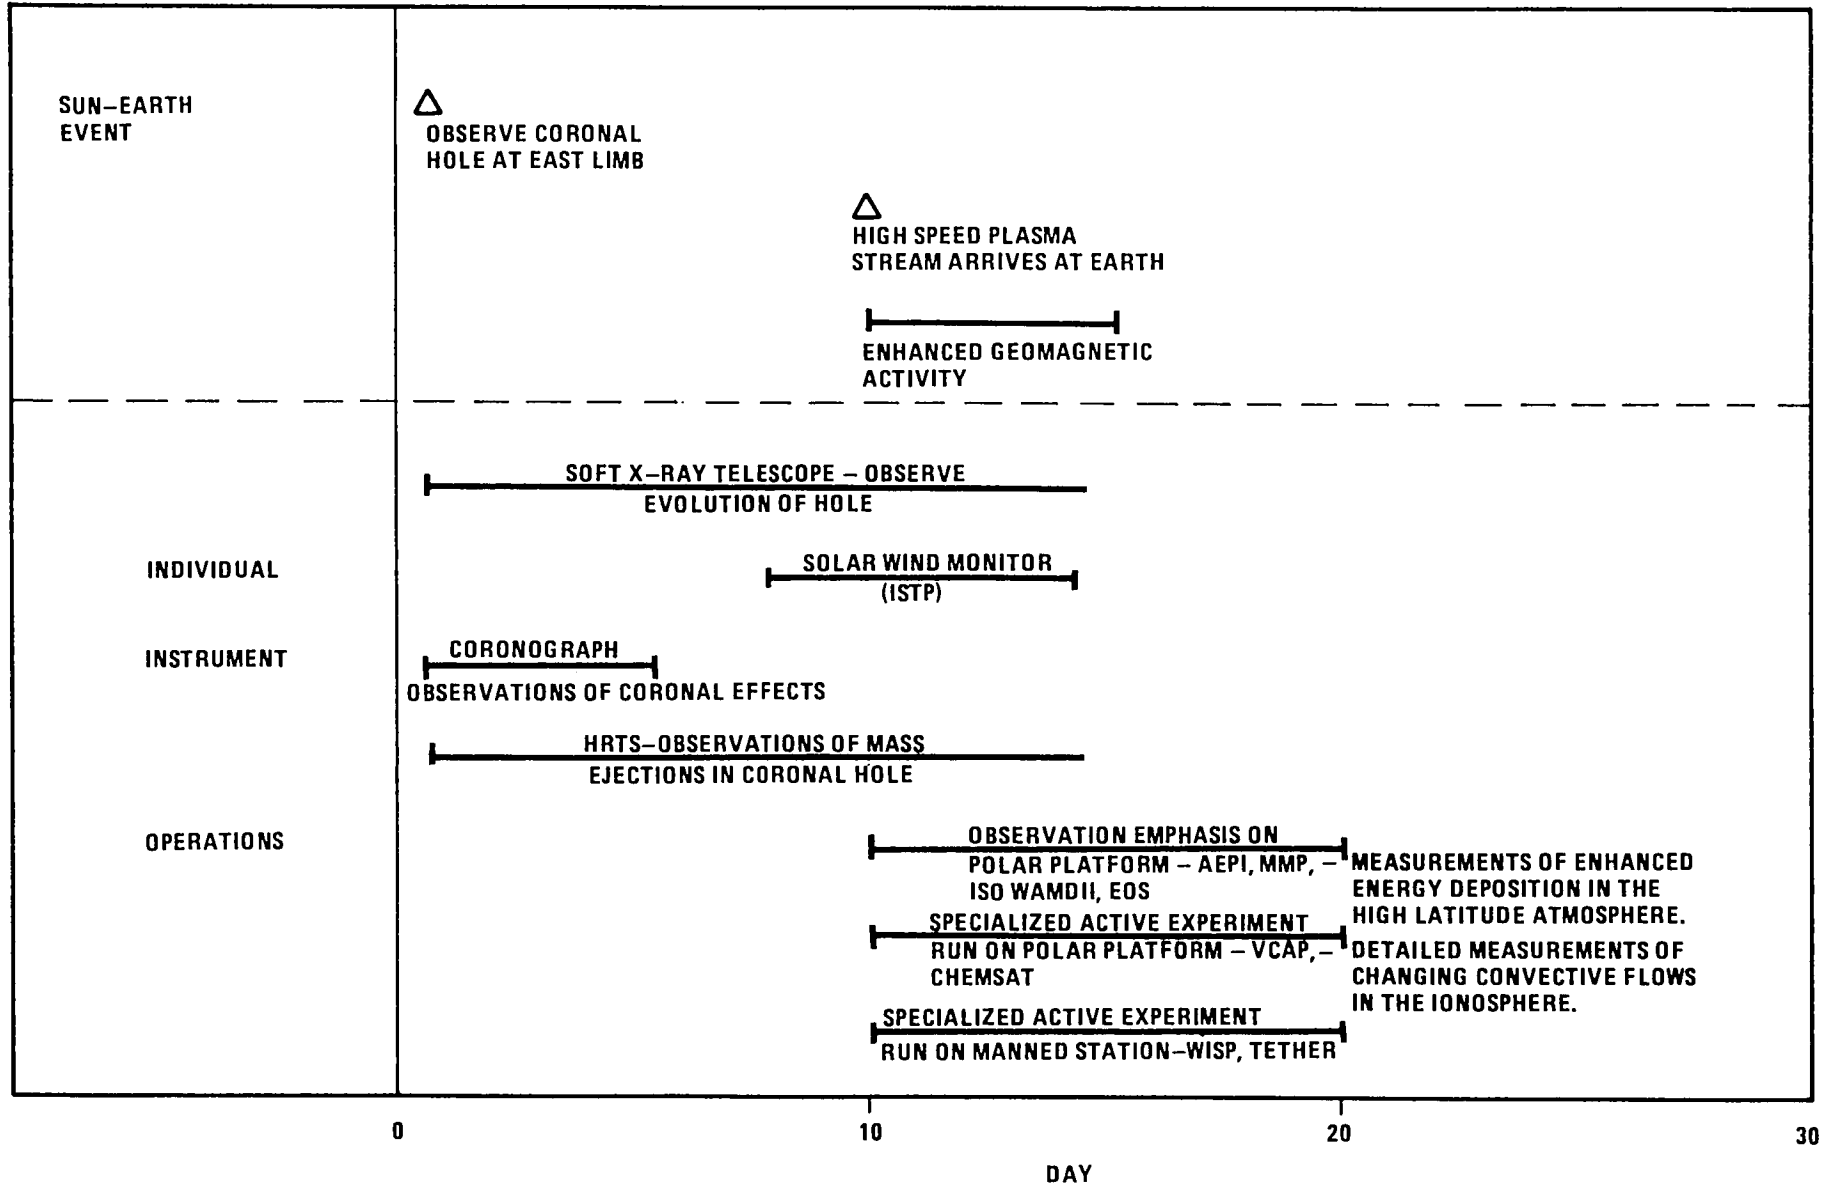 SUN–EARTH
EVENT
OBSERVE CORONAL
HOLE AT EAST LIMB
HIGH SPEED PLASMA
STREAM ARRIVES AT EARTH
ENHANCED GEOMAGNETIC
ACTIVITY
SOFT X–RAY TELESCOPE – OBSERVE
EVOLUTION OF HOLE
INDIVIDUAL
SOLAR WIND MONITOR
(ISTP)
INSTRUMENT
CORONOGRAPH
OBSERVATIONS OF CORONAL EFFECTS
HRTS–OBSERVATIONS OF MASS
EJECTIONS IN CORONAL HOLE
OPERATIONS
OBSERVATION EMPHASIS ON
POLAR PLATFORM – AEPI, MMP, –
ISO WAMDII, EOS
MEASUREMENTS OF ENHANCED
ENERGY DEPOSITION IN THE
HIGH LATITUDE ATMOSPHERE.
SPECIALIZED ACTIVE EXPERIMENT
RUN ON POLAR PLATFORM – VCAP, –
CHEMSAT
DETAILED MEASUREMENTS OF
CHANGING CONVECTIVE FLOWS
IN THE IONOSPHERE.
SPECIALIZED ACTIVE EXPERIMENT
RUN ON MANNED STATION–WISP, TETHER
0
10
20
30
DAY